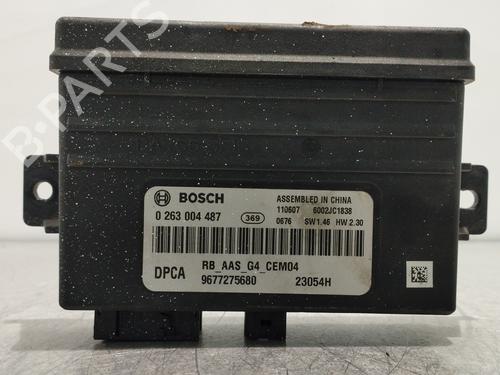 B-PARTS
BOSCH
ASSEMBLED IN CHINA
110607 6002JC1838
0 263 004 487 369 0676 SW1.46 HW 2.30
RB_AAS_G4_CEM04
DPCA 9677275680 23054H